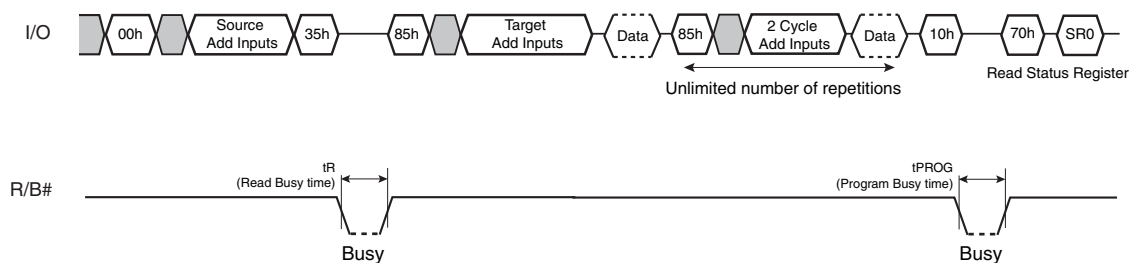 I/O
00h
Source
Add Inputs
35h
85h
Target
Add Inputs
Data
85h
2 Cycle
Add Inputs
Data
10h
70h
SR0
Unlimited number of repetitions
Read Status Register
R/B#
tR
(Read Busy time)
Busy
tPROG
(Program Busy time)
Busy